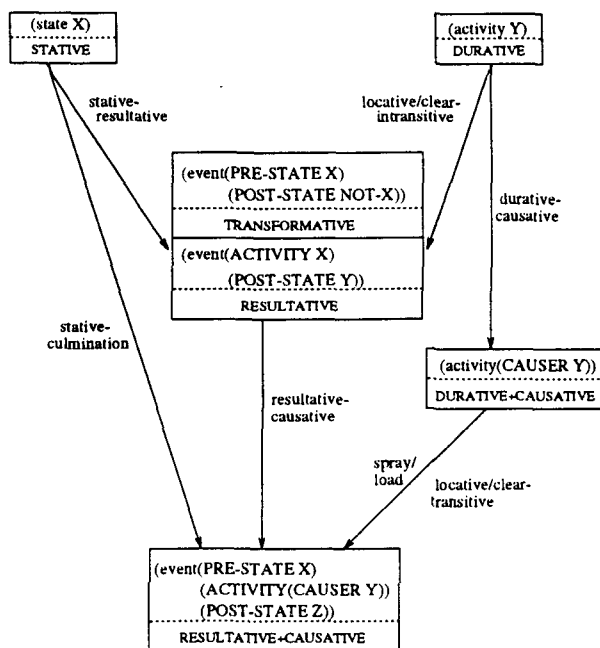 (state X)
STATIVE
(activity Y)
DURATIVE
stative-
resultative
locative/clear-
intransitive
(event(PRE-STATE X)
(POST-STATE NOT-X))
TRANSFORMATIVE
(event(ACTIVITY X)
(POST-STATE Y))
RESULTATIVE
durative-
causative
stative-
culmination
(activity(CAUSER Y))
DURATIVE+CAUSATIVE
resultative-
causative
spray/
load
locative/clear-
transitive
(event(PRE-STATE X)
(ACTIVITY(CAUSER Y))
(POST-STATE Z))
RESULTATIVE+CAUSATIVE